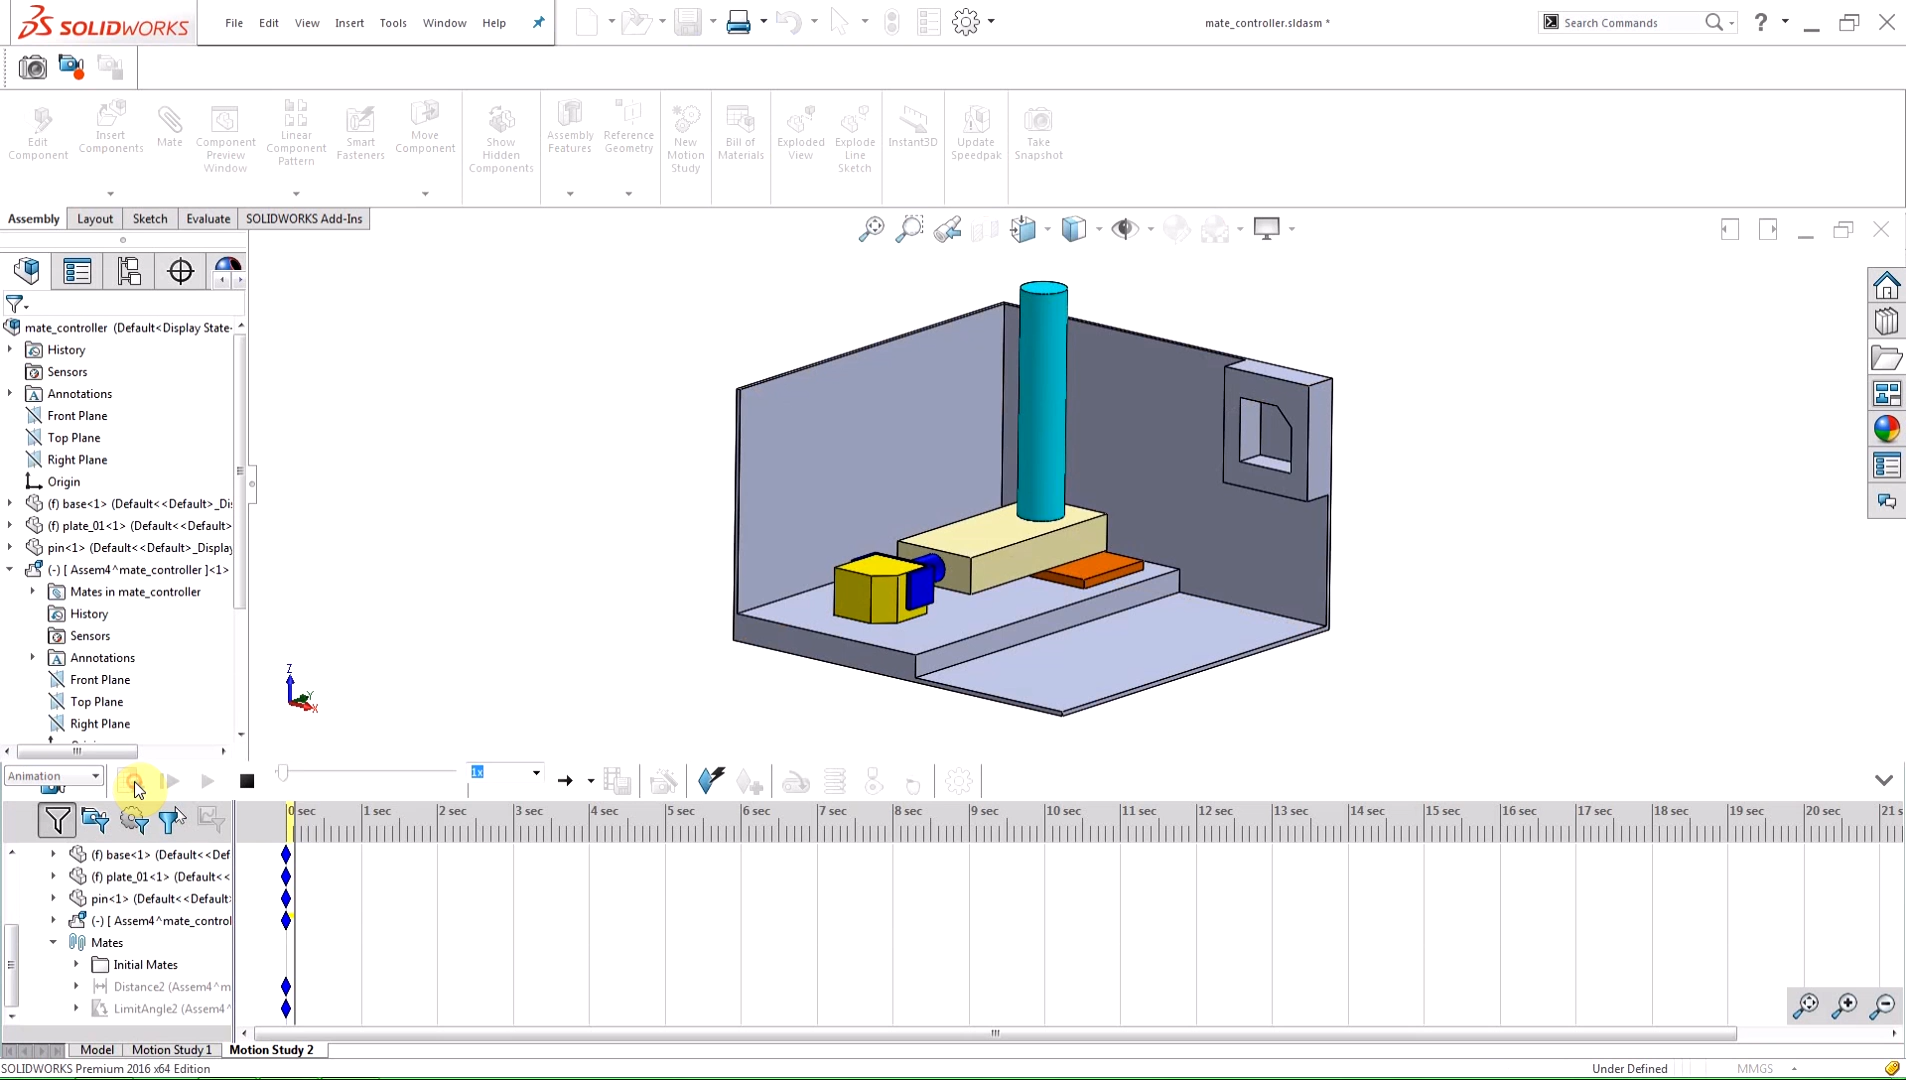 SOLIDWORKS
File Edit View Insert Tools Window Help
mate_controller.sldasm *
Search Commands
?
Edit Component
Insert Components
Mate
Component Preview Window
Linear Component Pattern
Smart Fasteners
Move Component
Show Hidden Components
Assembly Features
Reference Geometry
New Motion Study
Bill of Materials
Exploded View
Explode Line Sketch
Instant3D
Update Speedpak
Take Snapshot
Assembly Layout Sketch Evaluate SOLIDWORKS Add-Ins
mate_controller (Default<Display State-
History
Sensors
Annotations
Front Plane
Top Plane
Right Plane
Origin
(f) base<1> (Default<<Default>_Di
(f) plate_01<1> (Default<<Default>
pin<1> (Default<<Default>_Display
(-) [ Assem4^mate_controller ]<1>
Mates in mate_controller
History
Sensors
Annotations
Front Plane
Top Plane
Right Plane
Z
Y
X
Animation
1x
0 sec 1 sec 2 sec 3 sec 4 sec 5 sec 6 sec 7 sec 8 sec 9 sec 10 sec 11 sec 12 sec 13 sec 14 sec 15 sec 16 sec 17 sec 18 sec 19 sec 20 sec 21 s
(f) base<1> (Default<<Def
(f) plate_01<1> (Default<<
pin<1> (Default<<Default
(-) [ Assem4^mate_control
Mates
Initial Mates
Distance2 (Assem4^m
LimitAngle2 (Assem4^
Model Motion Study 1 Motion Study 2
SOLIDWORKS Premium 2016 x64 Edition
Under Defined
MMGS